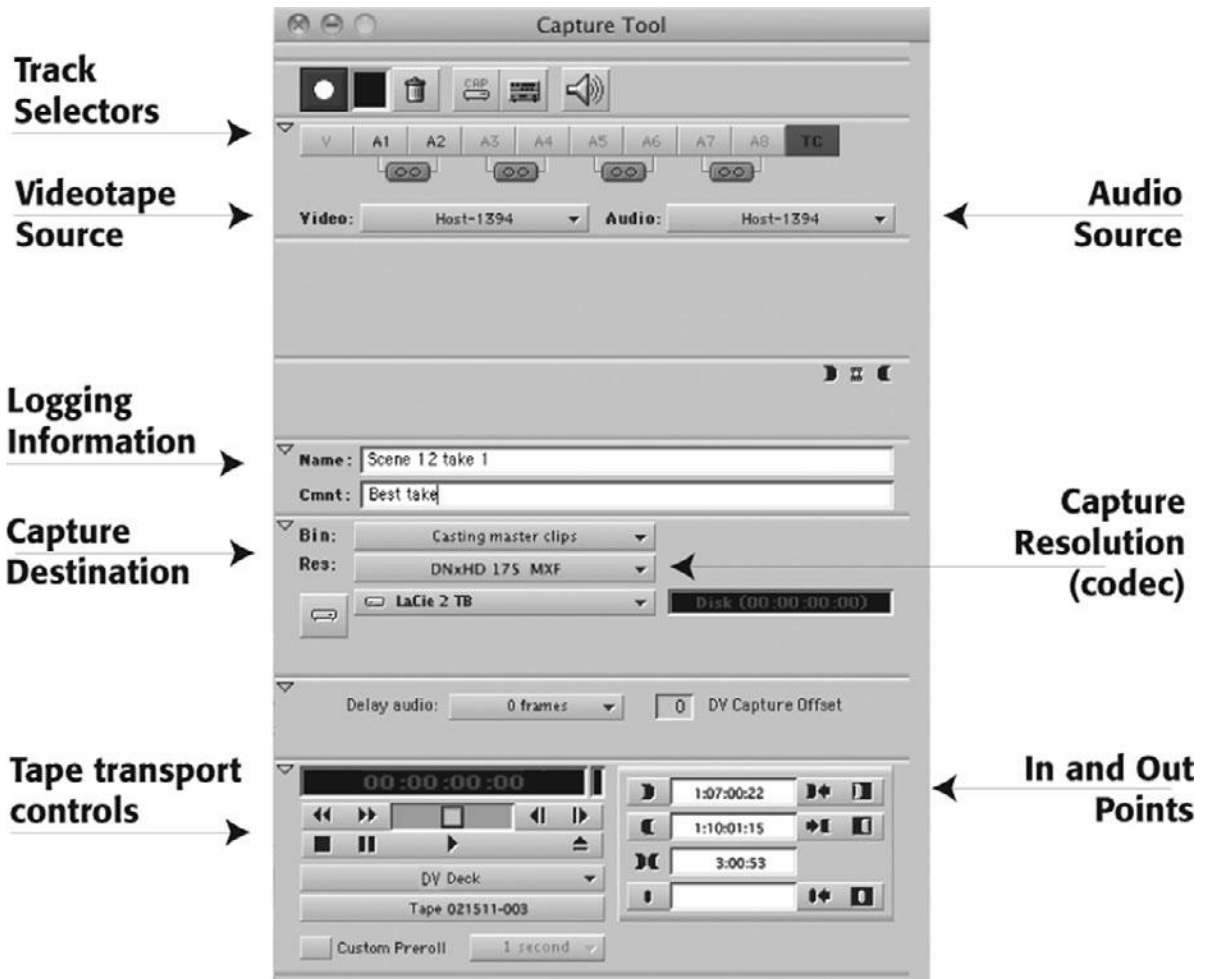 Capture Tool
Track
Selectors
CAP
V A1 A2 A3 A4 A5 A6 A7 A8 TC
Videotape
Source
Video: Host-1394 Audio: Host-1394
Audio
Source
Logging
Information
Name: Scene 12 take 1
Cmnt: Best take
Capture
Destination
Bin: Casting master clips
Res: DNxHD 175 MXF
LaCie 2 TB Disk (00:00:00:00)
Capture
Resolution
(codec)
Delay audio: 0 frames 0 DV Capture Offset
Tape transport
controls
00:00:00:00
DV Deck
Tape 021511-003
Custom Preroll 1 second
1:07:00:22
1:10:01:15
3:00:53
In and Out
Points